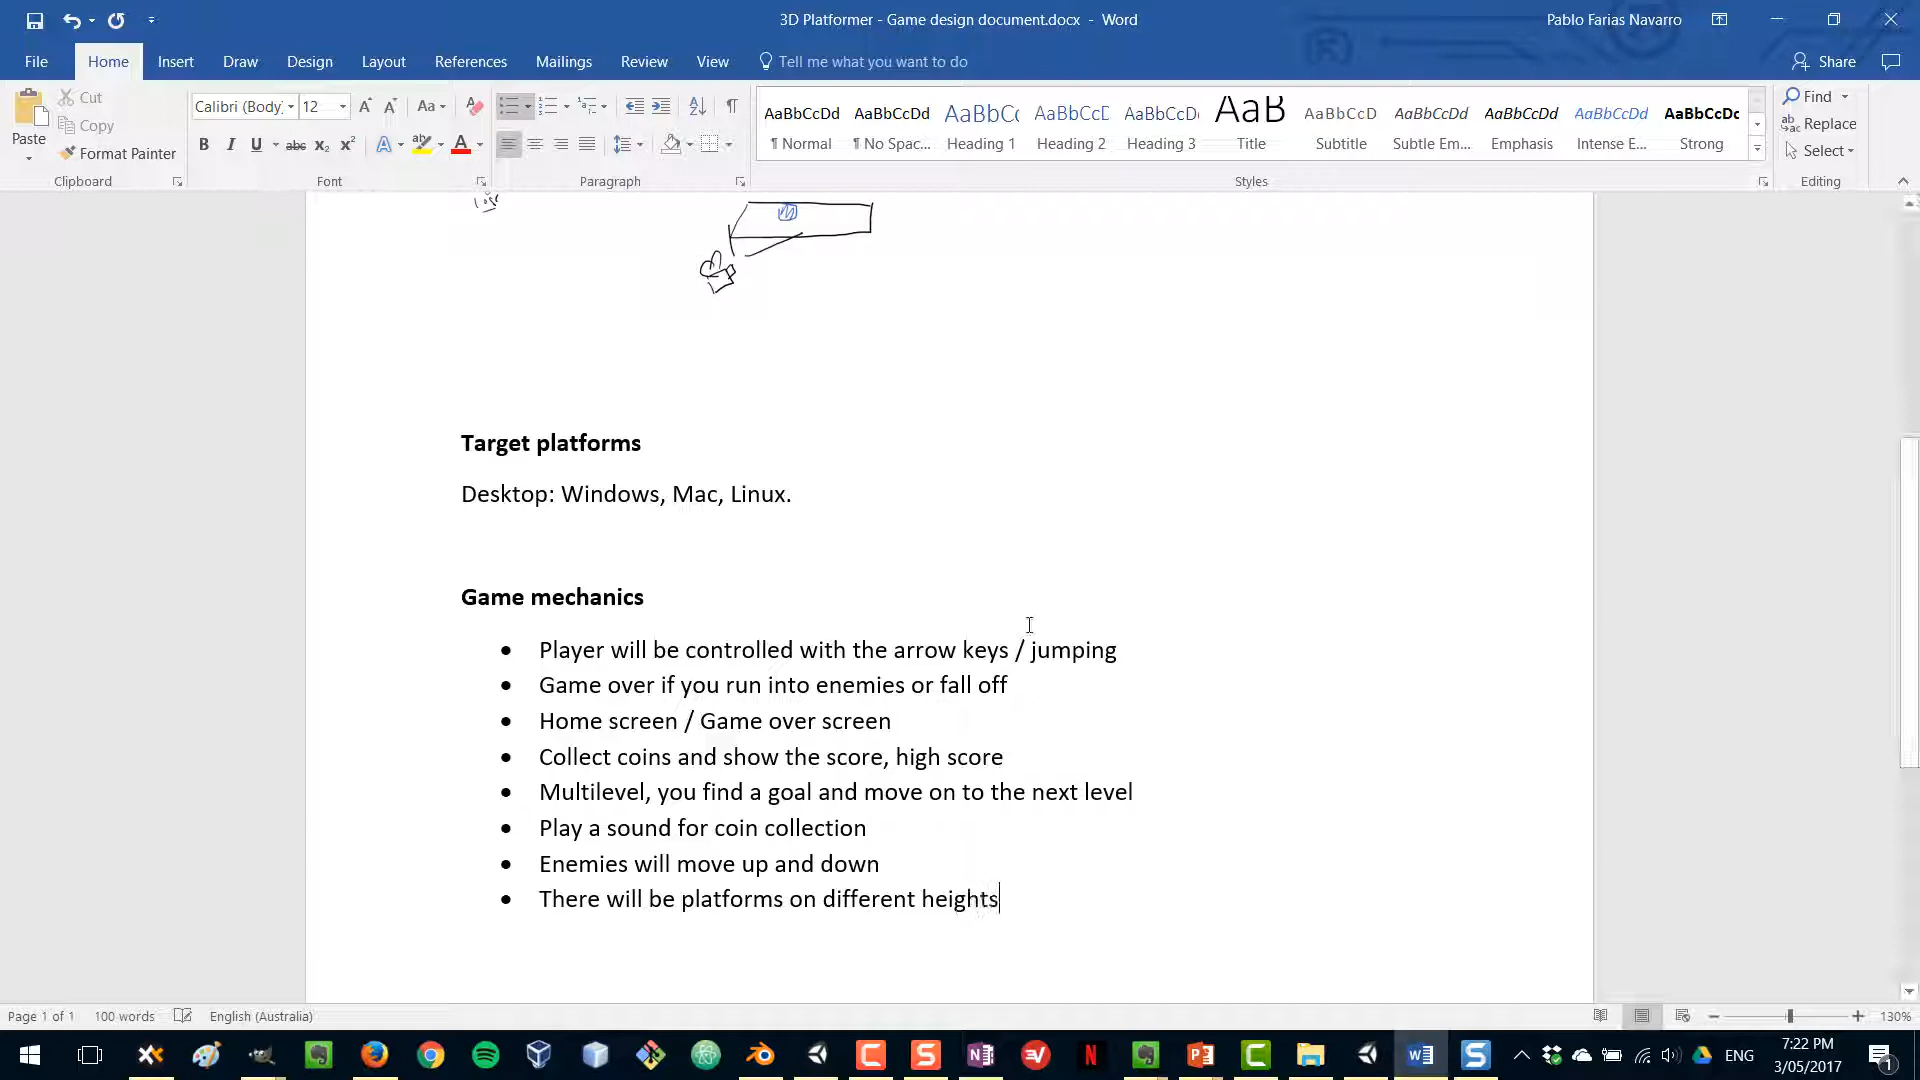 3D Platformer - Game design document.docx - Word
Pablo Farias Navarro
File Home Insert Draw Design Layout References Mailings Review View Tell me what you want to do Share
Paste
Cut
Copy
Format Painter
Clipboard
Calibri (Body) 12
Font
Paragraph
AaBbCcDd AaBbCcDd AaBbCc AaBbCcD AaBbCcDd AaB AaBbCcD AaBbCcDd AaBbCcDd AaBbCcDd AaBbCcDc
¶ Normal ¶ No Spac... Heading 1 Heading 2 Heading 3 Title Subtitle Subtle Em... Emphasis Intense E... Strong
Styles
Find
Replace
Select
Editing
Target platforms
Desktop: Windows, Mac, Linux.
Game mechanics
• Player will be controlled with the arrow keys / jumping
• Game over if you run into enemies or fall off
• Home screen / Game over screen
• Collect coins and show the score, high score
• Multilevel, you find a goal and move on to the next level
• Play a sound for coin collection
• Enemies will move up and down
• There will be platforms on different heights
Page 1 of 1 100 words English (Australia) 130%
ENG
7:22 PM
3/05/2017